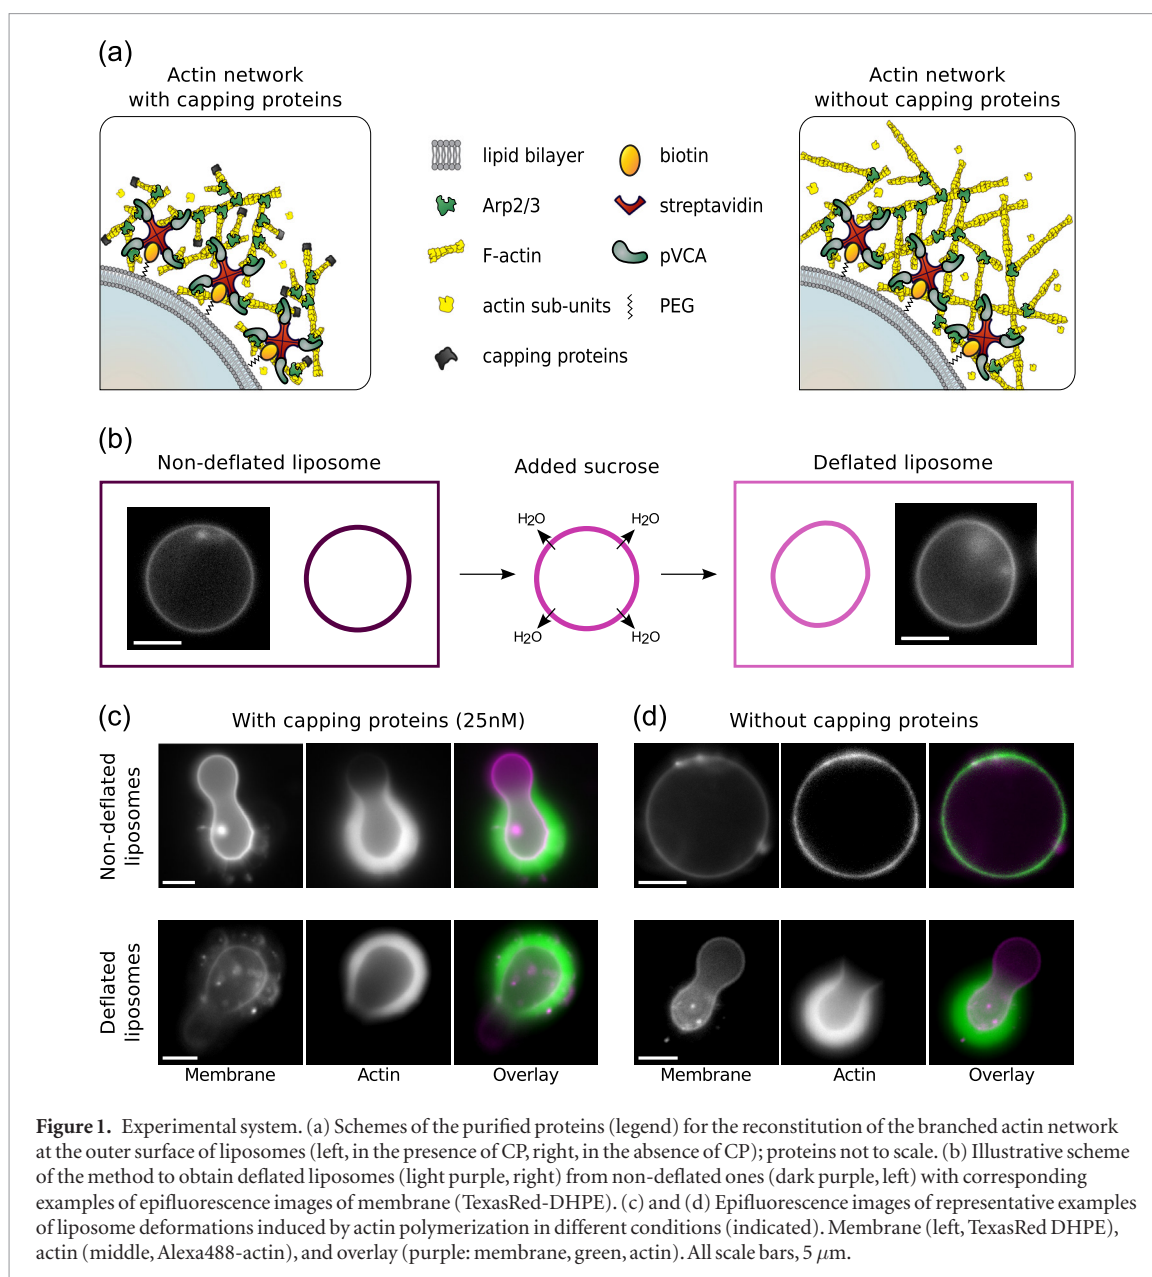 (a)
Actin network
with capping proteins
Actin network
without capping proteins
lipid bilayer
biotin
Arp2/3
streptavidin
F-actin
pVCA
actin sub-units
PEG
capping proteins
(b)
Non-deflated liposome
Added sucrose
Deflated liposome
H2O
H2O
H2O
H2O
(c)
With capping proteins (25nM)
(d)
Without capping proteins
Non-deflated
liposomes
Deflated
liposomes
Membrane
Actin
Overlay
Membrane
Actin
Overlay
Figure 1. Experimental system. (a) Schemes of the purified proteins (legend) for the reconstitution of the branched actin network
at the outer surface of liposomes (left, in the presence of CP, right, in the absence of CP); proteins not to scale. (b) Illustrative scheme
of the method to obtain deflated liposomes (light purple, right) from non-deflated ones (dark purple, left) with corresponding
examples of epifluorescence images of membrane (TexasRed-DHPE). (c) and (d) Epifluorescence images of representative examples
of liposome deformations induced by actin polymerization in different conditions (indicated). Membrane (left, TexasRed DHPE),
actin (middle, Alexa488-actin), and overlay (purple: membrane, green, actin). All scale bars, 5 μm.